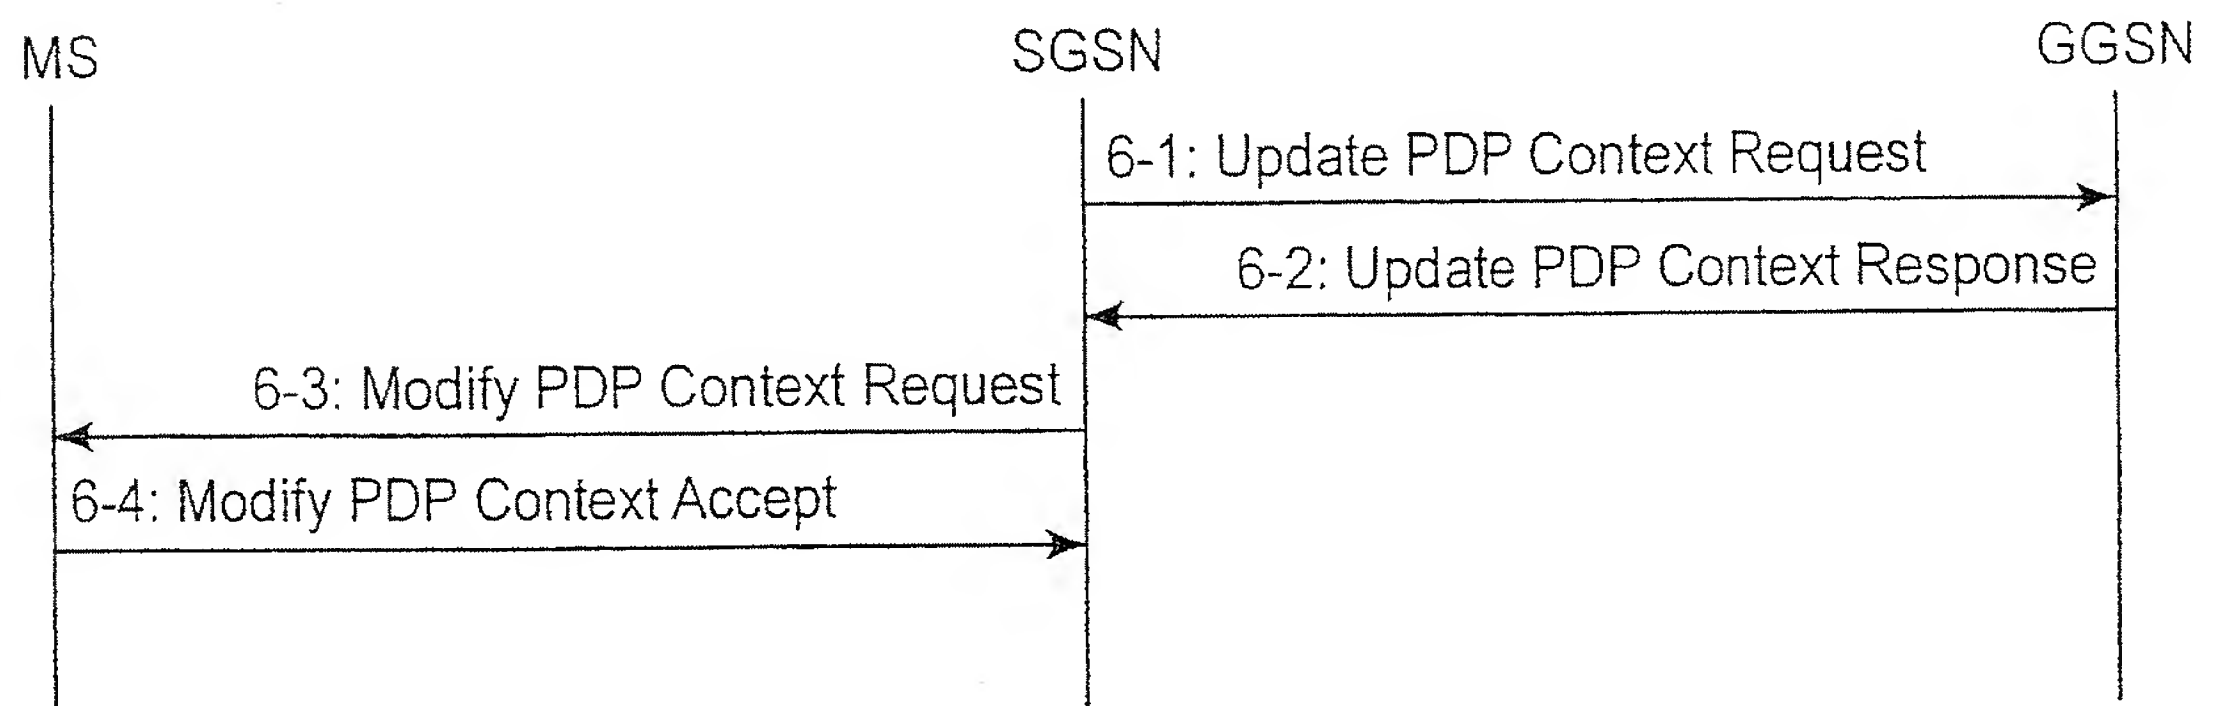 MS
SGSN
GGSN
6-1: Update PDP Context Request
6-2: Update PDP Context Response
6-3: Modify PDP Context Request
6-4: Modify PDP Context Accept